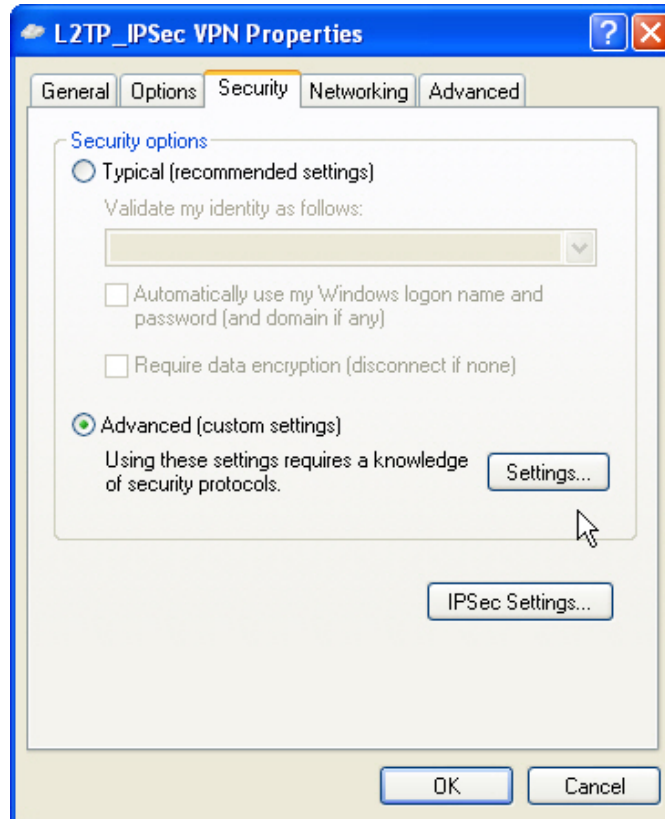 L2TP_IPSec VPN Properties
General Options Security Networking Advanced
Security options
Typical (recommended settings)
Validate my identity as follows:
Automatically use my Windows logon name and
password (and domain if any)
Require data encryption (disconnect if none)
Advanced (custom settings)
Using these settings requires a knowledge
of security protocols.
Settings...
IPSec Settings...
OK Cancel